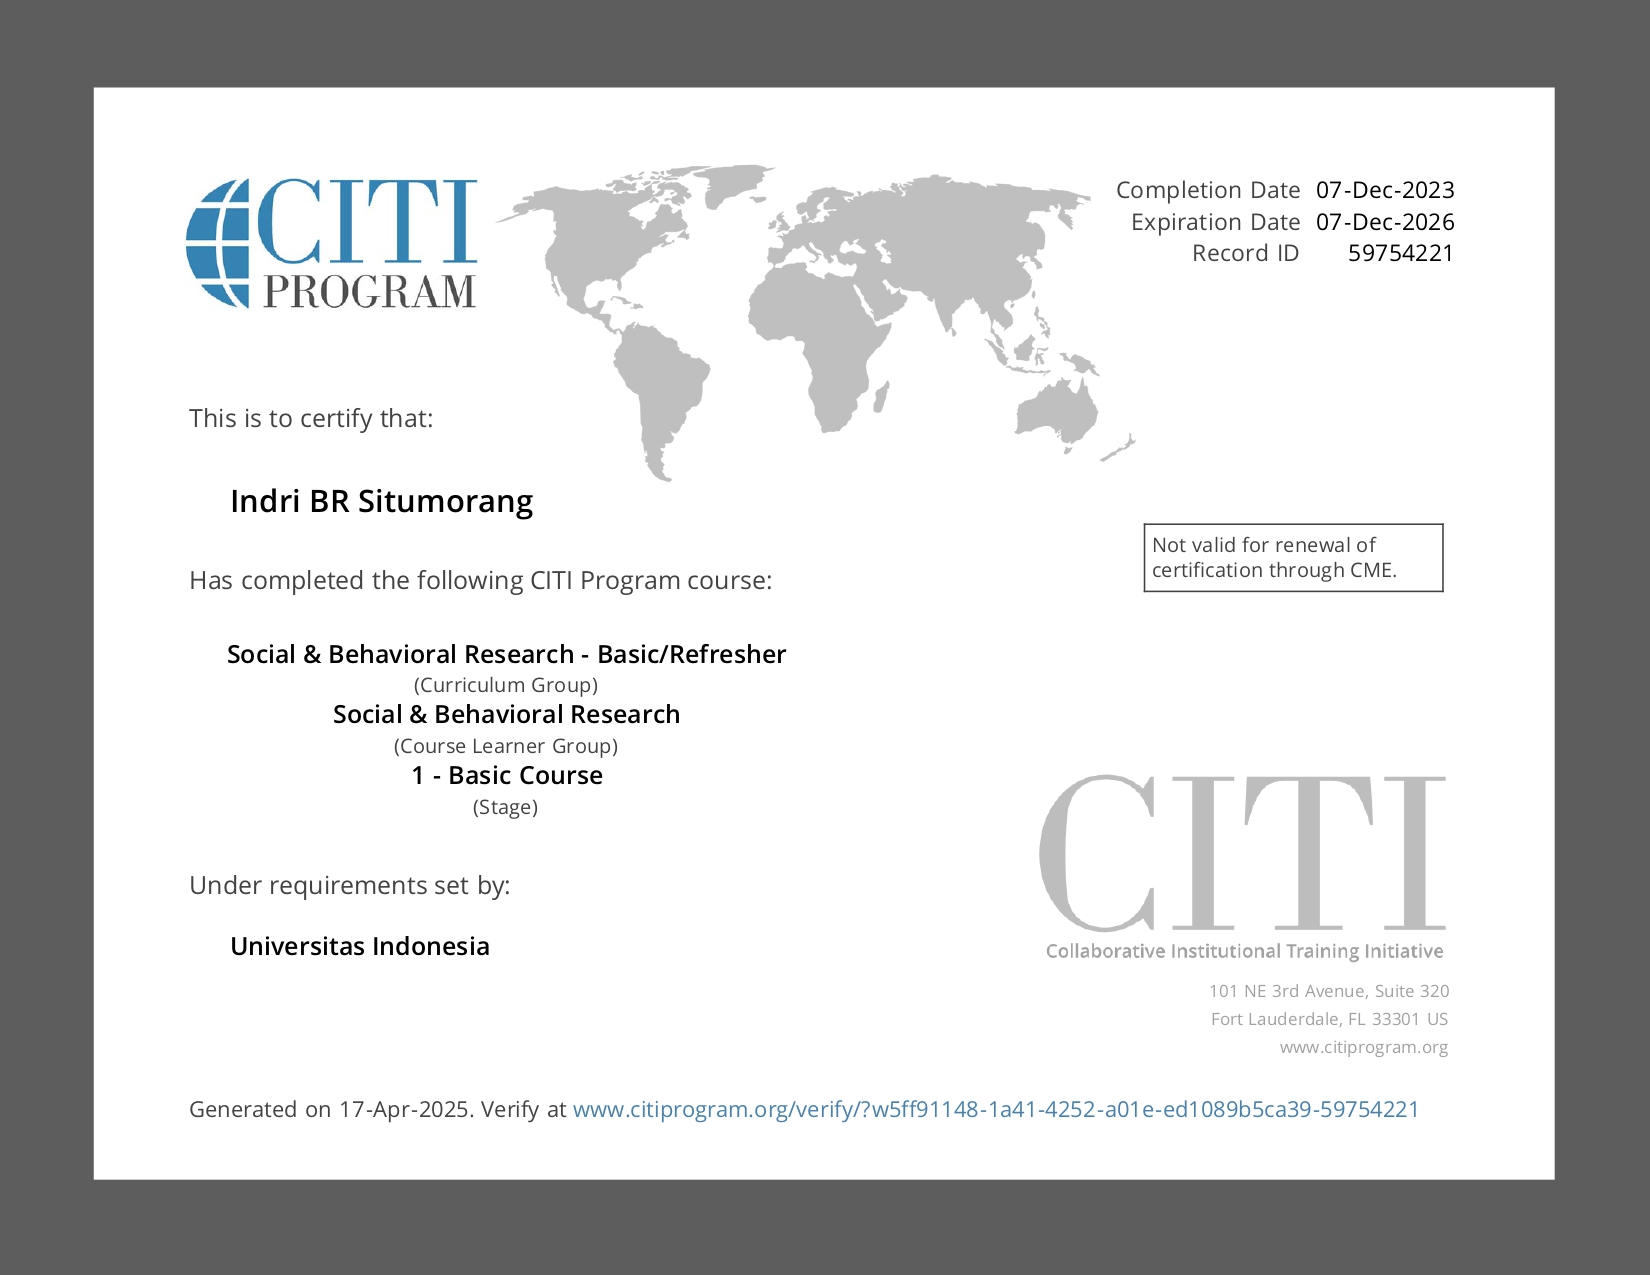 CITI
PROGRAM
Completion Date 07-Dec-2023
Expiration Date 07-Dec-2026
Record ID 59754221
This is to certify that:
Indri BR Situmorang
Has completed the following CITI Program course:
Not valid for renewal of
certification through CME.
Social & Behavioral Research - Basic/Refresher
(Curriculum Group)
Social & Behavioral Research
(Course Learner Group)
1 - Basic Course
(Stage)
Under requirements set by:
Universitas Indonesia
CITI
Collaborative Institutional Training Initiative
101 NE 3rd Avenue, Suite 320
Fort Lauderdale, FL 33301 US
www.citiprogram.org
Generated on 17-Apr-2025. Verify at www.citiprogram.org/verify/?w5ff91148-1a41-4252-a01e-ed1089b5ca39-59754221